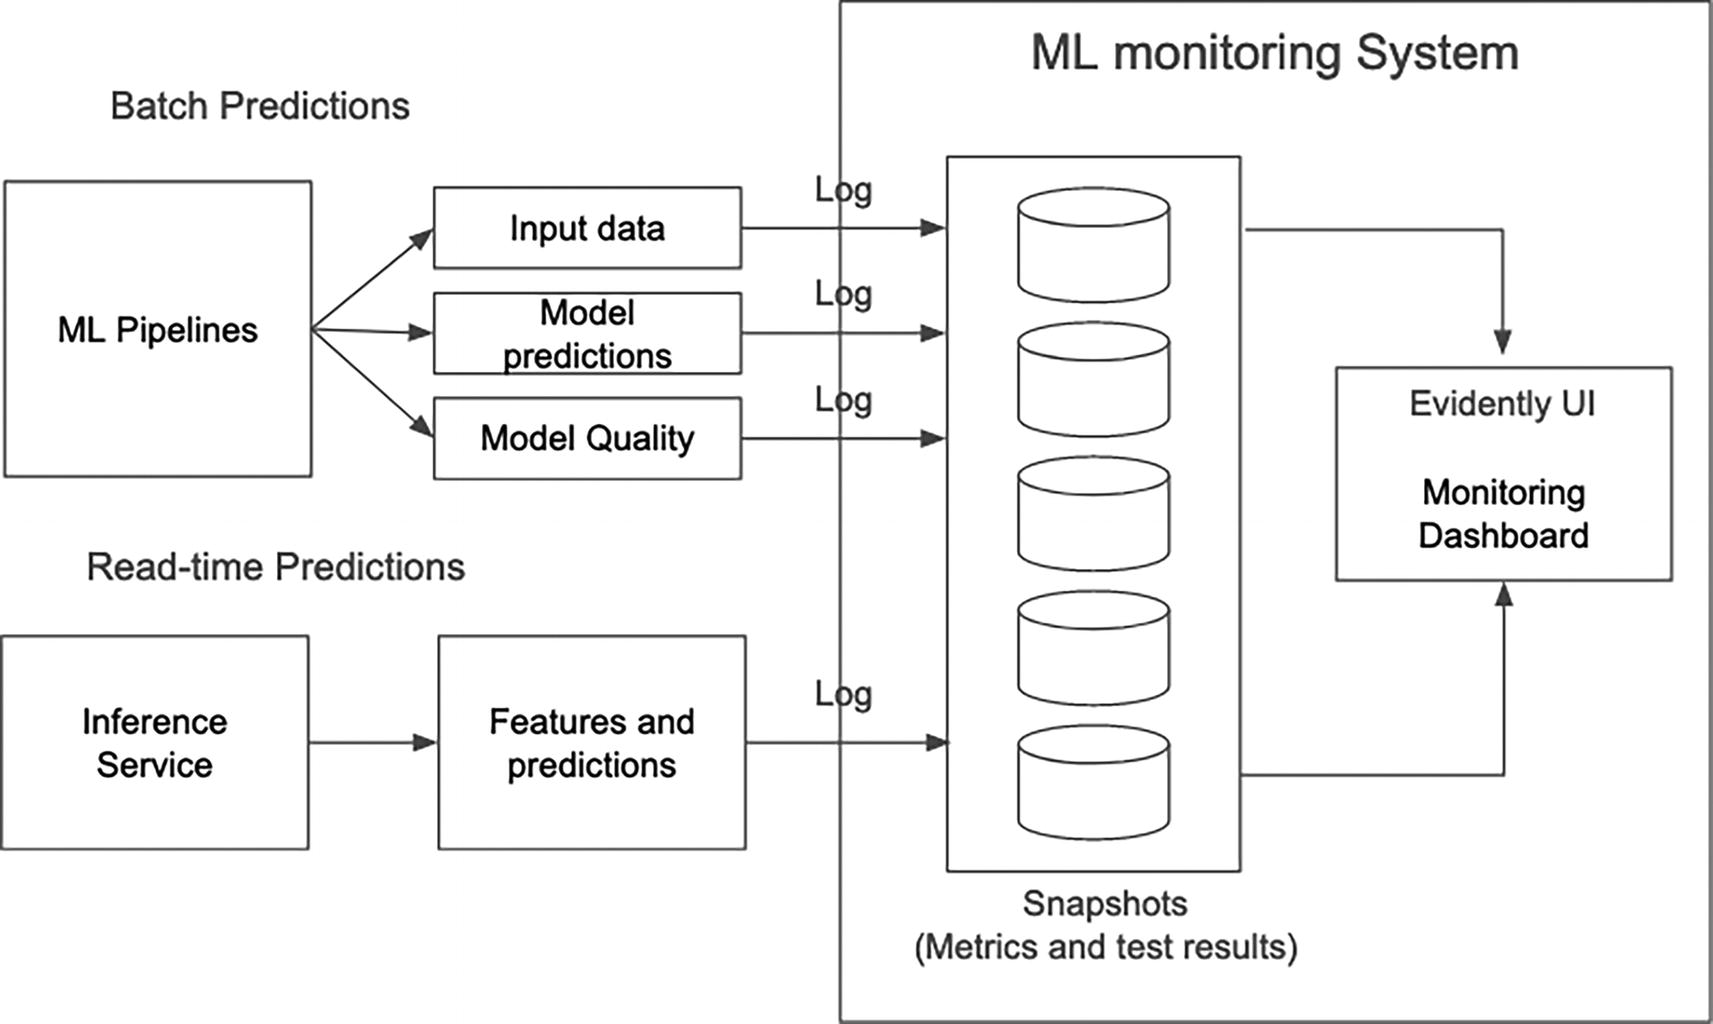 ML monitoring System
Batch Predictions
ML Pipelines
Input data
Model
predictions
Model Quality
Log
Log
Log
Read-time Predictions
Inference
Service
Features and
predictions
Log
Snapshots
(Metrics and test results)
Evidently UI
Monitoring
Dashboard